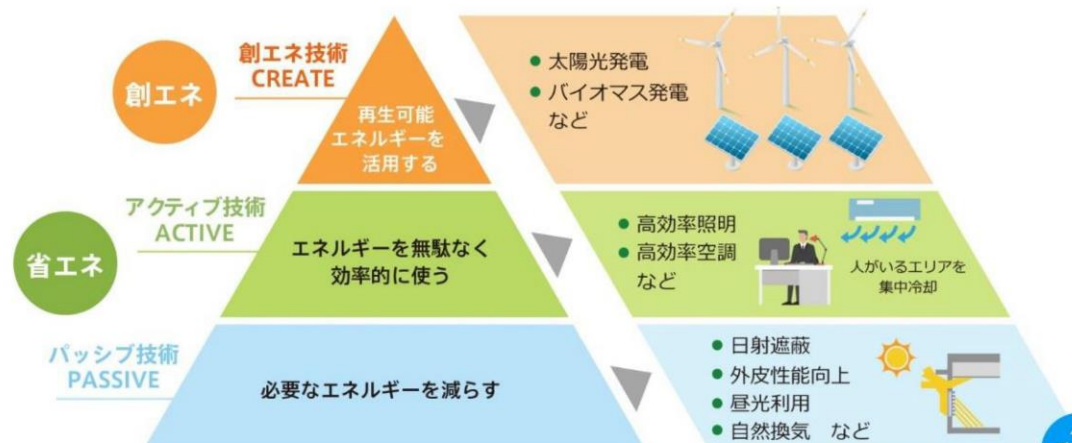 創エネ
創エネ技術
CREATE
再生可能
エネルギーを
活用する
● 太陽光発電
● バイオマス発電
など
省エネ
アクティブ技術
ACTIVE
エネルギーを無駄なく
効率的に使う
● 高効率照明
● 高効率空調
など
人がいるエリアを
集中冷却
パッシブ技術
PASSIVE
必要なエネルギーを減らす
● 日射遮蔽
● 外皮性能向上
● 昼光利用
● 自然換気 など